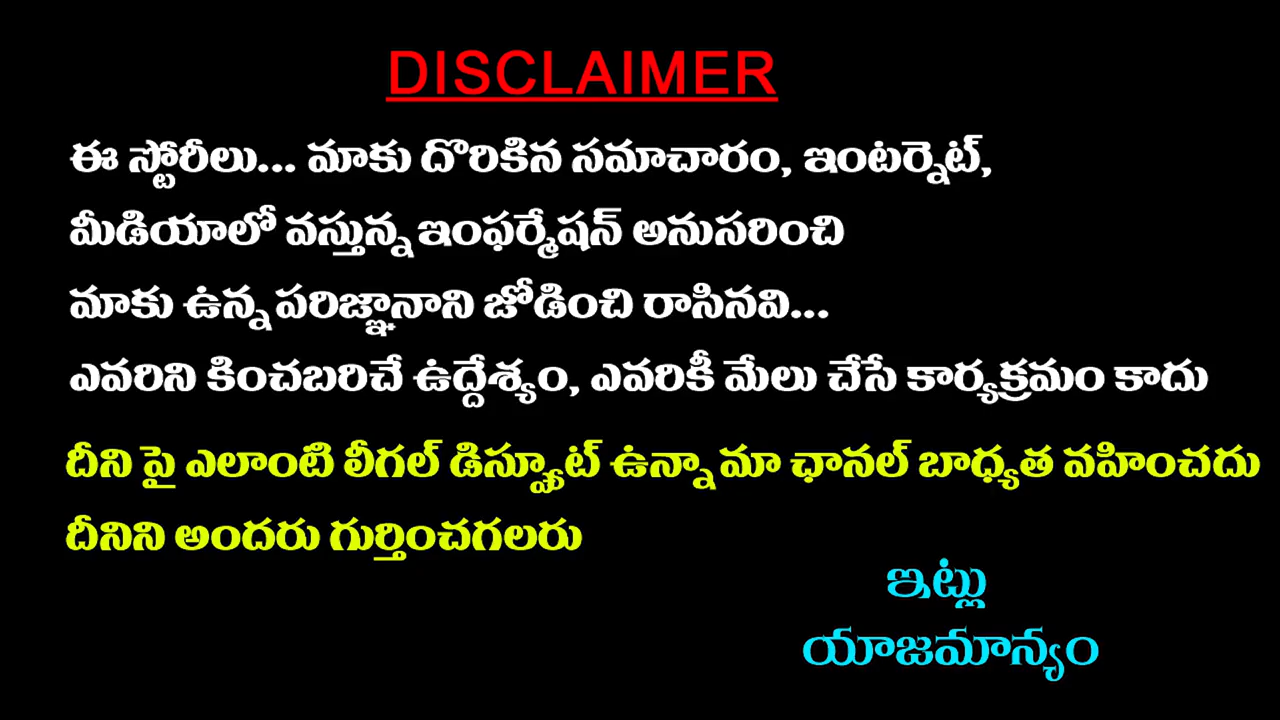 DISCLAIMER
ఈ స్టోరీలు... మాకు దొరికిన సమాచారం, ఇంటర్నెట్,
మీడియాలో వస్తున్న ఇంఫర్మేషన్ అనుసరించి
మాకు ఉన్న పరిజ్ఞానాని జోడించి రాసినవి...
ఎవరిని కించబరిచే ఉద్దేశ్యం, ఎవరికీ మేలు చేసే కార్యక్రమం కాదు
దీని పై ఎలాంటి లీగల్ డిస్ప్యూట్ ఉన్నా మా ఛానల్ బాధ్యత వహించదు
దీనిని అందరు గుర్తించగలరు
ఇట్లు
యాజమాన్యం